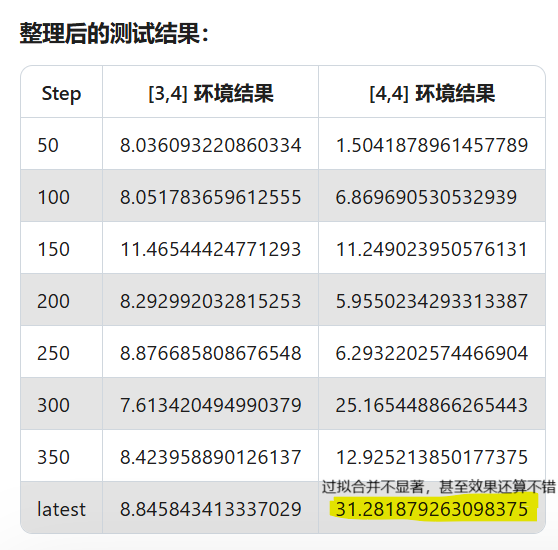 整理后的测试结果：
Step [3,4] 环境结果 [4,4] 环境结果
50 8.036093220860334 1.5041878961457789
100 8.051783659612555 6.869690530532939
150 11.46544424771293 11.249023950576131
200 8.292992032815253 5.9550234293313387
250 8.876685808676548 6.2932202574466904
300 7.613420494990379 25.165448866265443
350 8.423958890126137 12.925213850177375
过拟合并不显著，甚至效果还算不错
latest 8.845843413337029 31.281879263098375